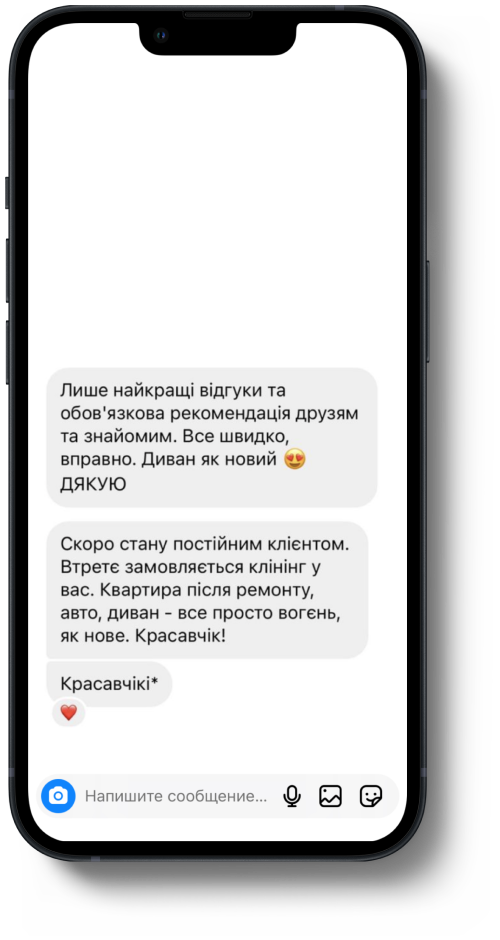 Лише найкращі відгуки та
обов'язкова рекомендація друзям
та знайомим. Все швидко,
вправно. Диван як новий 😍
ДЯКУЮ
Скоро стану постійним клієнтом.
Втретє замовляється клінінг у
вас. Квартира після ремонту,
авто, диван - все просто вогєнь,
як нове. Красавчік!
Красавчікі*
❤️
Напишите сообщение...